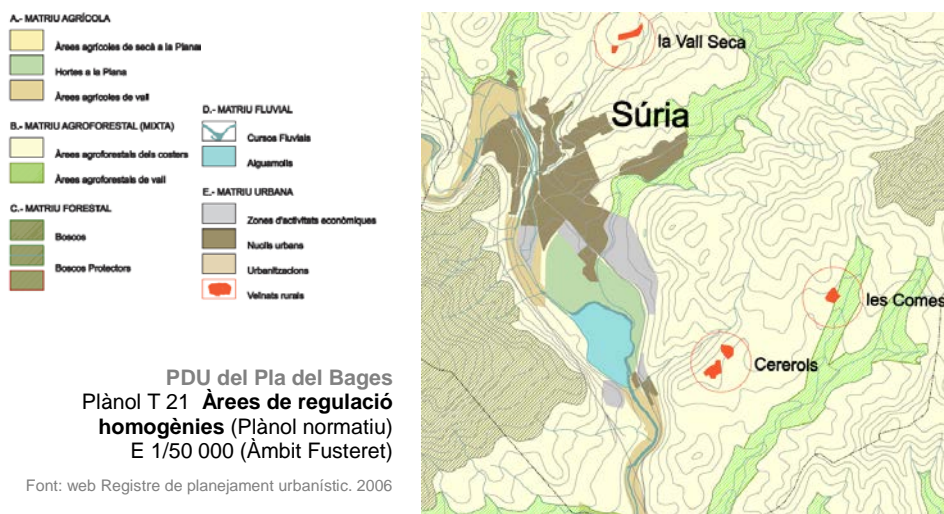 A.- MATRIU AGRÍCOLA
Àrees agrícoles de secà a la Plana
Hortes a la Plana
Àrees agrícoles de vall
B.- MATRIU AGROFORESTAL (MIXTA)
Àrees agroforestals dels costers
Àrees agroforestals de vall
C.- MATRIU FORESTAL
Boscos
Boscos Protectors
D.- MATRIU FLUVIAL
Cursos Fluvials
Aiguamolls
E.- MATRIU URBANA
Zones d'activitats econòmiques
Nuclis urbans
Urbanitzacions
Veïnats rurals
PDU del Pla del Bages
Plànol T 21 Àrees de regulació
homogènies (Plànol normatiu)
E 1/50 000 (Àmbit Fusteret)
Font: web Registre de planejament urbanístic. 2006
la Vall Seca
Súria
les Comes
Cererols